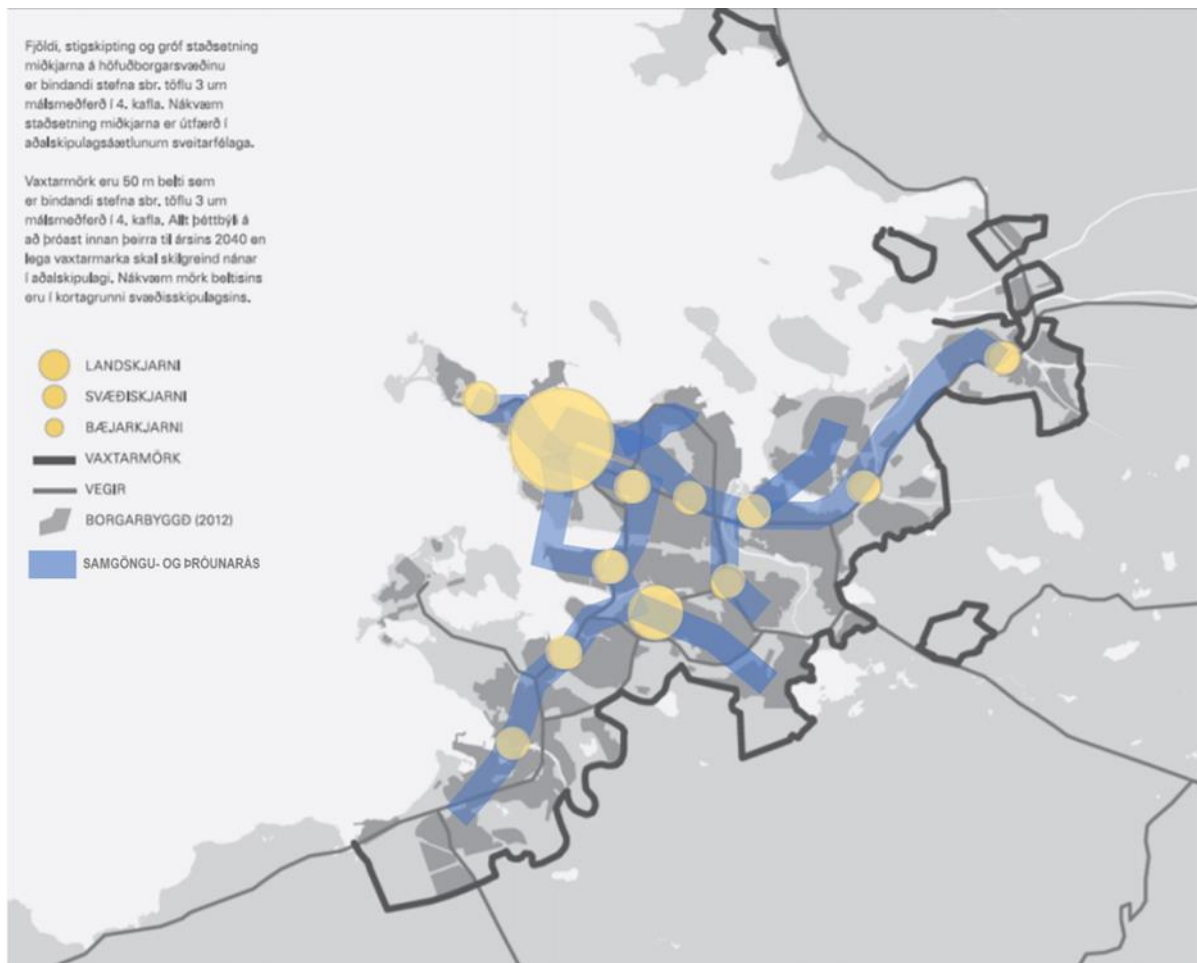 Fjöldi, stigskipting og gróf staðsetning
miðkjarna á höfuðborgarsvæðinu
er bindandi stefna sbr. töflu 3 um
málsmeðferð í 4. kafla. Nákvæm
staðsetning miðkjarna er útfærð í
aðalskipulagsáætlunum sveitarfélaga.
Vaxtarmörk eru 50 m belti sem
er bindandi stefna sbr. töflu 3 um
málsmeðferð í 4. kafla. Allt þéttbýli á
að þróast innan þeirra til ársins 2040 en
lega vaxtarmarka skal skilgreind nánar
í aðalskipulagi. Nákvæm mörk beltisins
eru í kortagrunni svæðisskipulagsins.
LANDSKJARNI
SVÆÐISKJARNI
BÆJARKJARNI
VAXTARMÖRK
VEGIR
BORGARBYGGÐ (2012)
SAMGÖNGU- OG ÞRÓUNARÁS